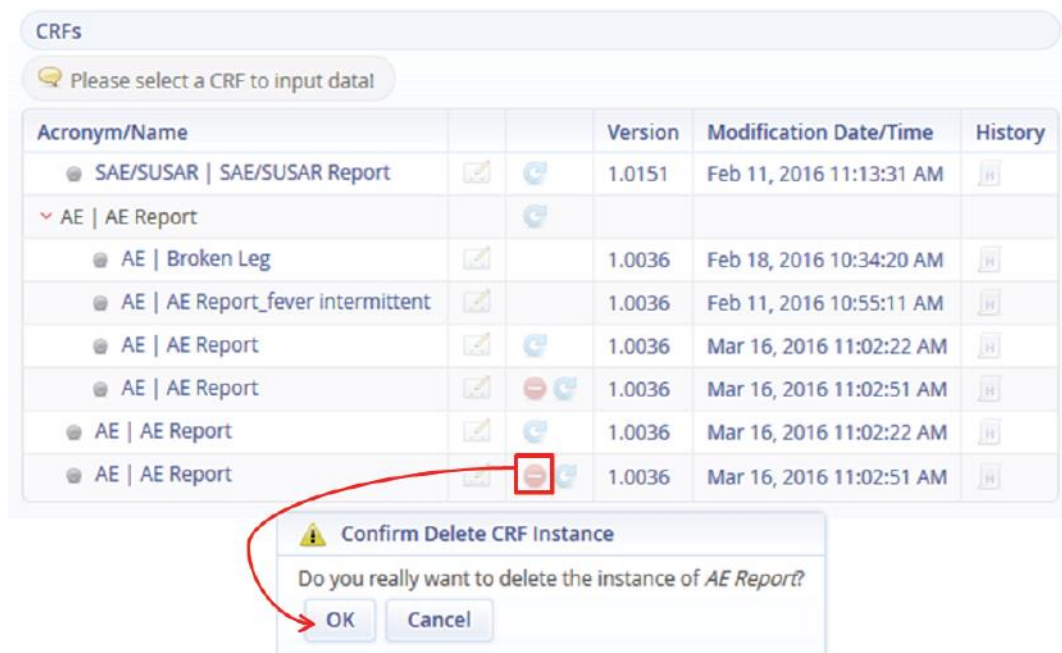 CRFs
Please select a CRF to input data!
Acronym/Name Version Modification Date/Time History
SAE/SUSAR | SAE/SUSAR Report 1.0151 Feb 11, 2016 11:13:31 AM H
AE | AE Report
AE | Broken Leg 1.0036 Feb 18, 2016 10:34:20 AM H
AE | AE Report_fever intermittent 1.0036 Feb 11, 2016 10:55:11 AM H
AE | AE Report 1.0036 Mar 16, 2016 11:02:22 AM H
AE | AE Report 1.0036 Mar 16, 2016 11:02:51 AM H
AE | AE Report 1.0036 Mar 16, 2016 11:02:22 AM H
AE | AE Report 1.0036 Mar 16, 2016 11:02:51 AM H
Confirm Delete CRF Instance
Do you really want to delete the instance of AE Report?
OK Cancel